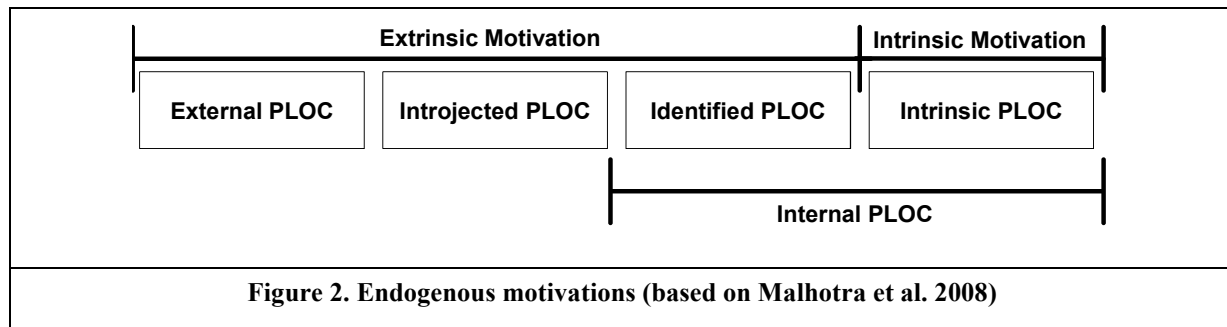 Extrinsic Motivation Intrinsic Motivation
External PLOC Introjected PLOC Identified PLOC Intrinsic PLOC
Internal PLOC
Figure 2. Endogenous motivations (based on Malhotra et al. 2008)